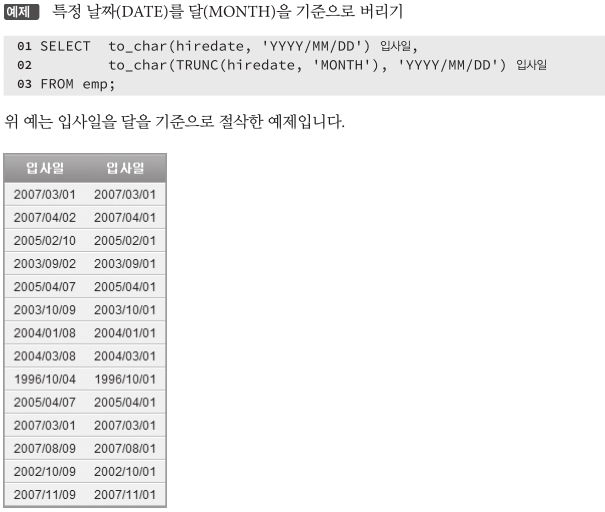 예제 특정 날짜(DATE)를 달(MONTH)을 기준으로 버리기
01 SELECT to_char(hiredate, 'YYYY/MM/DD') 입사일,
02 to_char(TRUNC(hiredate, 'MONTH'), 'YYYY/MM/DD') 입사일
03 FROM emp;
위 예는 입사일을 달을 기준으로 절삭한 예제입니다.
입사일 입사일
2007/03/01 2007/03/01
2007/04/02 2007/04/01
2005/02/10 2005/02/01
2003/09/02 2003/09/01
2005/04/07 2005/04/01
2003/10/09 2003/10/01
2004/01/08 2004/01/01
2004/03/08 2004/03/01
1996/10/04 1996/10/01
2005/04/07 2005/04/01
2007/03/01 2007/03/01
2007/08/09 2007/08/01
2002/10/09 2002/10/01
2007/11/09 2007/11/01